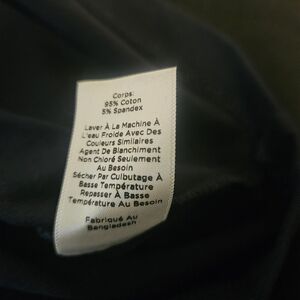 Corps:
95% Coton
5% Spandex
Laver À La Machine À
L'eau Froide Avec Des
Couleurs Similaires
Agent De Blanchiment
Non Chloré Seulement
Au Besoin
Sécher Par Culbutage À
Basse Température
Repasser À Basse
Température Au Besoin
Fabriqué Au
Bangladesh